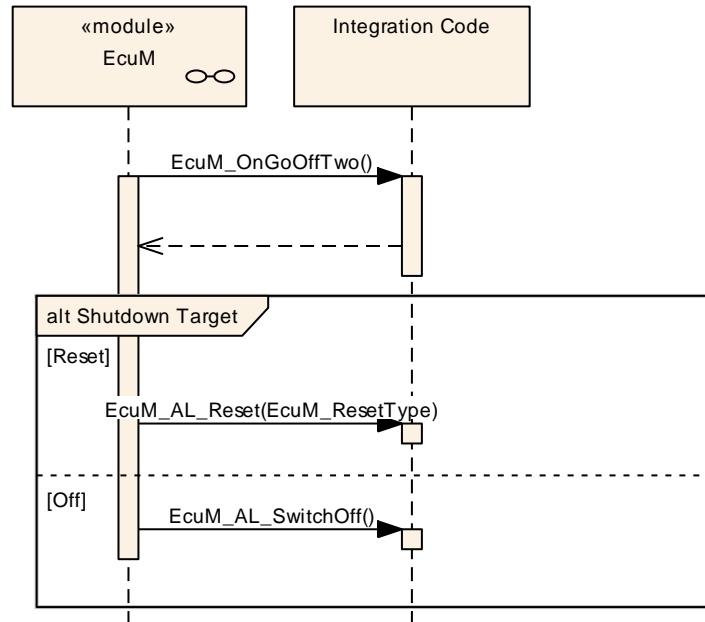 «module»
EcuM
Integration Code
EcuM_OnGoOffTwo()
alt Shutdown Target
[Reset]
EcuM_AL_Reset(EcuM_ResetType)
[Off]
EcuM_AL_SwitchOff()